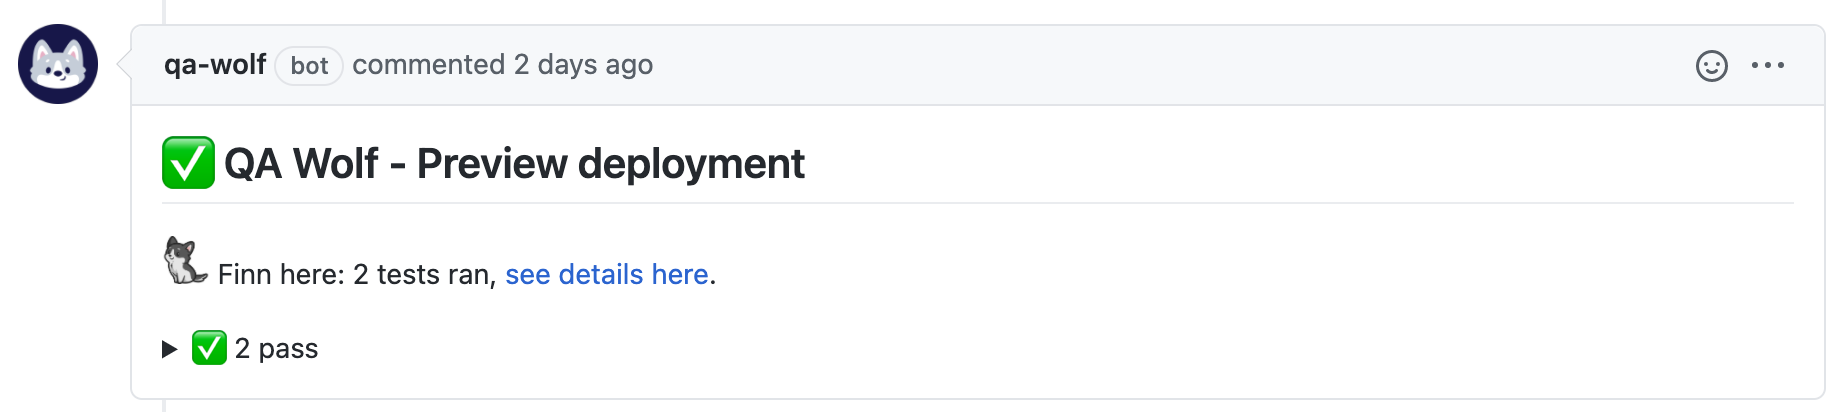 qa-wolf bot commented 2 days ago
✅ QA Wolf - Preview deployment
Finn here: 2 tests ran, see details here.
✅ 2 pass